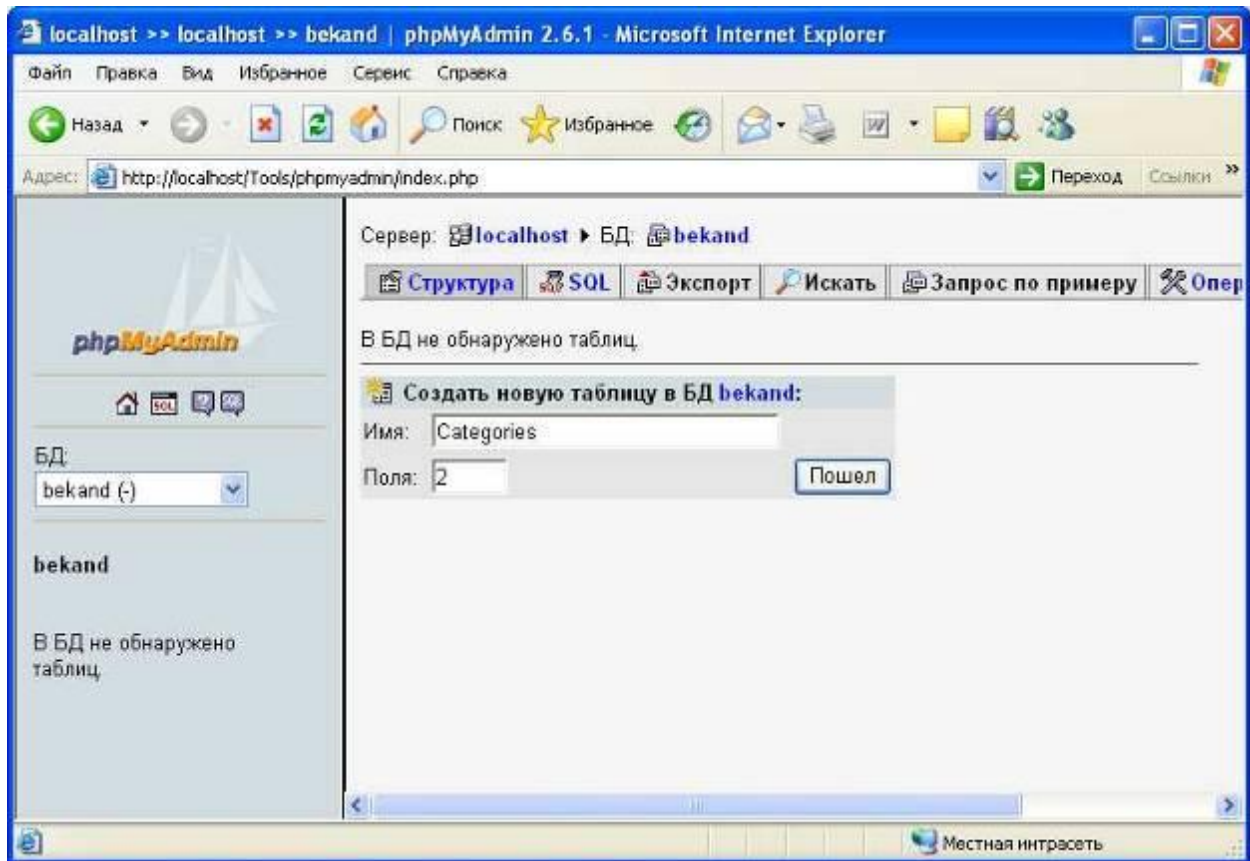 localhost >> localhost >> bekand | phpMyAdmin 2.6.1 - Microsoft Internet Explorer
Файл Правка Вид Избранное Сервис Справка
Назад Поиск Избранное
Адрес: http://localhost/Tools/phpmyadmin/index.php Переход Ссылки »
phpMyAdmin
SQL
БД:
bekand (-)
bekand
В БД не обнаружено
таблиц.
Сервер: localhost ▸ БД: bekand
Структура SQL Экспорт Искать Запрос по примеру Опер
В БД не обнаружено таблиц.
Создать новую таблицу в БД bekand:
Имя: Categories
Поля: 2 Пошел
Местная интрасеть